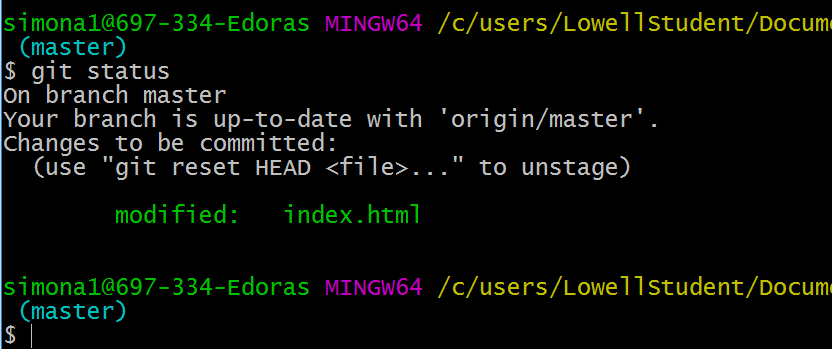 simona1@697-334-Edoras MINGW64 /c/users/LowellStudent/Docume
(master)
$ git status
On branch master
Your branch is up-to-date with 'origin/master'.
Changes to be committed:
(use "git reset HEAD <file>..." to unstage)
modified: index.html
simona1@697-334-Edoras MINGW64 /c/users/LowellStudent/Docume
(master)
$